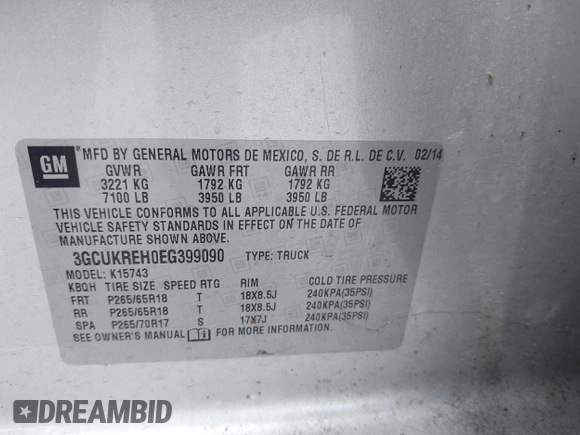 GM MFD BY GENERAL MOTORS DE MEXICO, S. DE R.L. DE C.V. 02/14
GVWR GAWR FRT GAWR RR
3221 KG 1792 KG 1792 KG
7100 LB 3950 LB 3950 LB
THIS VEHICLE CONFORMS TO ALL APPLICABLE U.S. FEDERAL MOTOR
VEHICLE SAFETY STANDARDS IN EFFECT ON THE DATE OF
MANUFACTURE SHOWN ABOVE.
3GCUKREH0EG399090 TYPE: TRUCK
MODEL: K15743
KBQH TIRE SIZE SPEED RTG RIM COLD TIRE PRESSURE
FRT P265/65R18 T 18X8.5J 240KPA(35PSI)
RR P265/65R18 T 18X8.5J 240KPA(35PSI)
SPA P265/70R17 S 17X7J 240KPA(35PSI)
SEE OWNER'S MANUAL FOR MORE INFORMATION.
DREAMBID